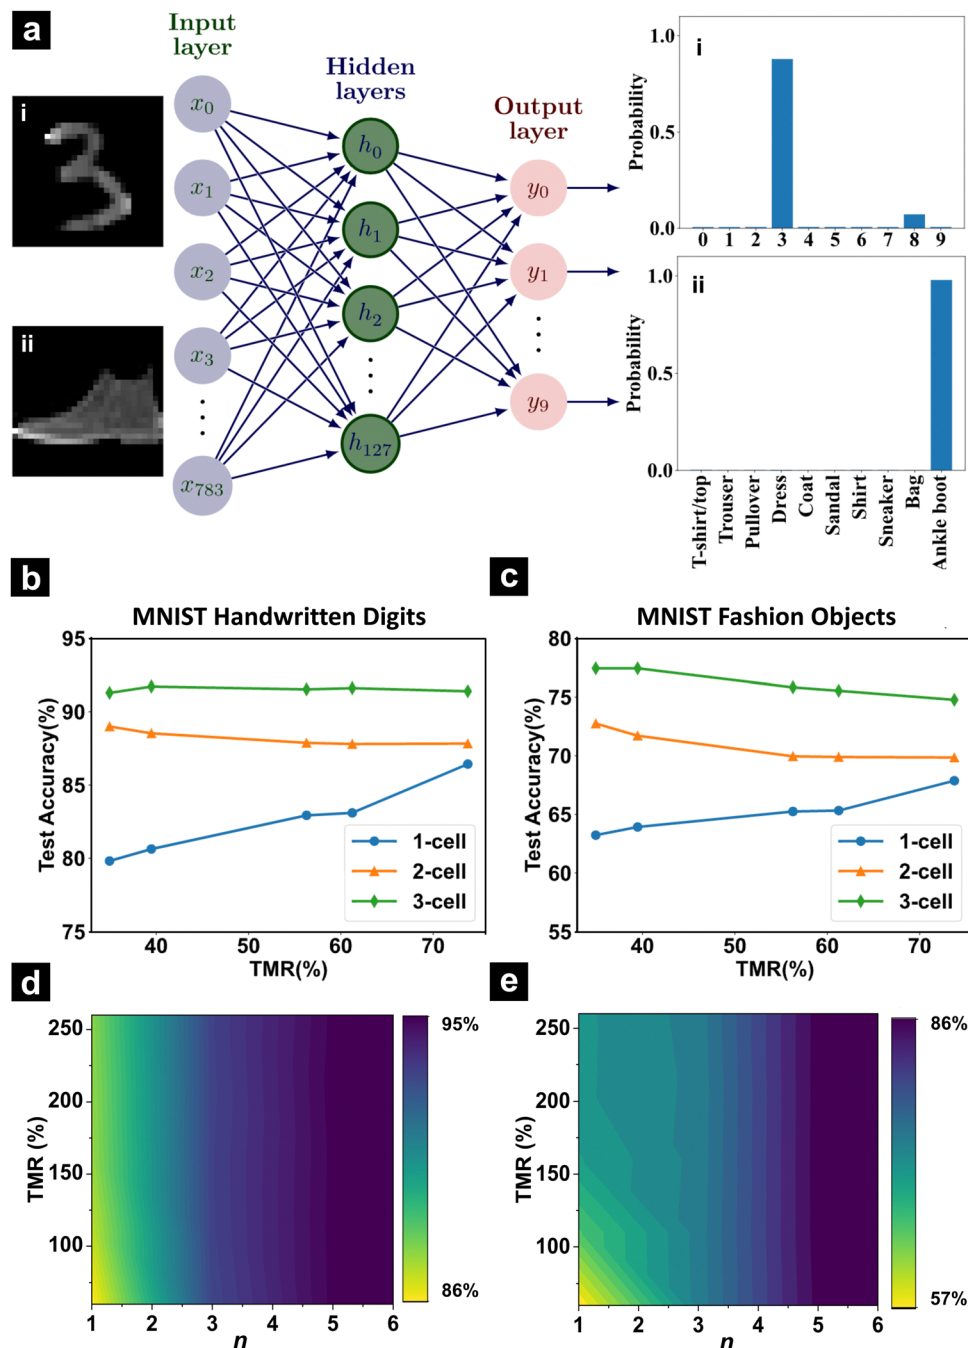 a
Input
layer
Hidden
layers
Output
layer
i
ii
x0
x1
x2
x3
x783
h0
h1
h2
h127
y0
y1
y9
i
Probability
1.0
0.5
0.0
0 1 2 3 4 5 6 7 8 9
ii
Probability
1.0
0.5
0.0
T-shirt/top
Trouser
Pullover
Dress
Coat
Sandal
Shirt
Sneaker
Bag
Ankle boot
b
MNIST Handwritten Digits
Test Accuracy(%)
95
90
85
80
75
1-cell
2-cell
3-cell
40 50 60 70
TMR(%)
c
MNIST Fashion Objects
Test Accuracy(%)
80
75
70
65
60
55
1-cell
2-cell
3-cell
40 50 60 70
TMR(%)
d
TMR (%)
250
200
150
100
1 2 3 4 5 6
n
95%
86%
e
TMR (%)
250
200
150
100
1 2 3 4 5 6
n
86%
57%